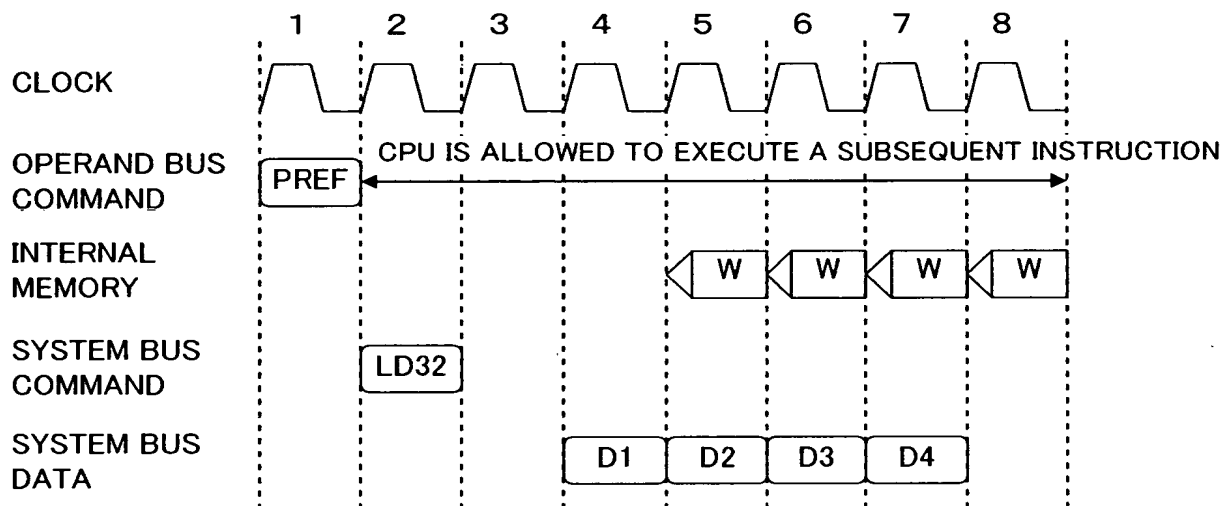 1 2 3 4 5 6 7 8
CLOCK
CPU IS ALLOWED TO EXECUTE A SUBSEQUENT INSTRUCTION
OPERAND BUS
COMMAND
PREF
INTERNAL
MEMORY
W W W W
SYSTEM BUS
COMMAND
LD32
SYSTEM BUS
DATA
D1 D2 D3 D4